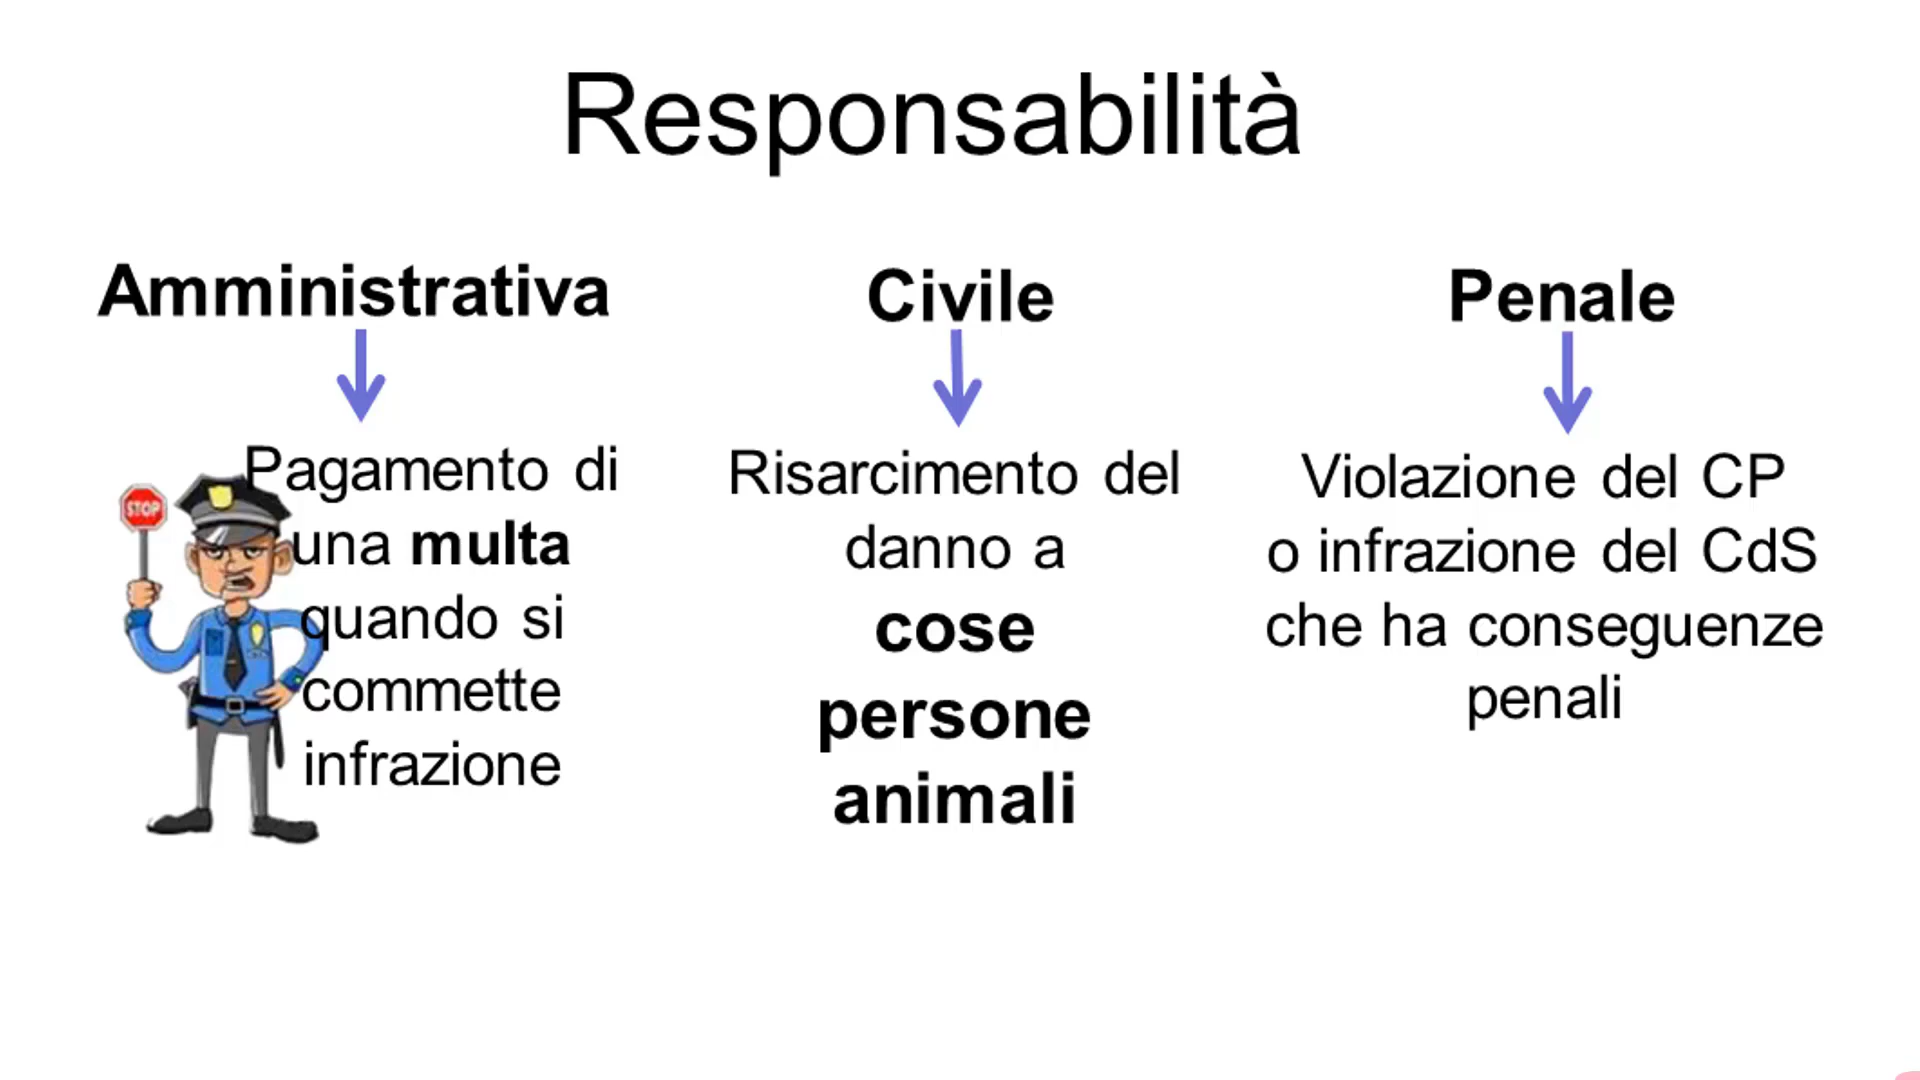 Responsabilità
Amministrativa
Pagamento di
una multa
quando si
commette
infrazione
STOP
Civile
Risarcimento del
danno a
cose
persone
animali
Penale
Violazione del CP
o infrazione del CdS
che ha conseguenze
penali